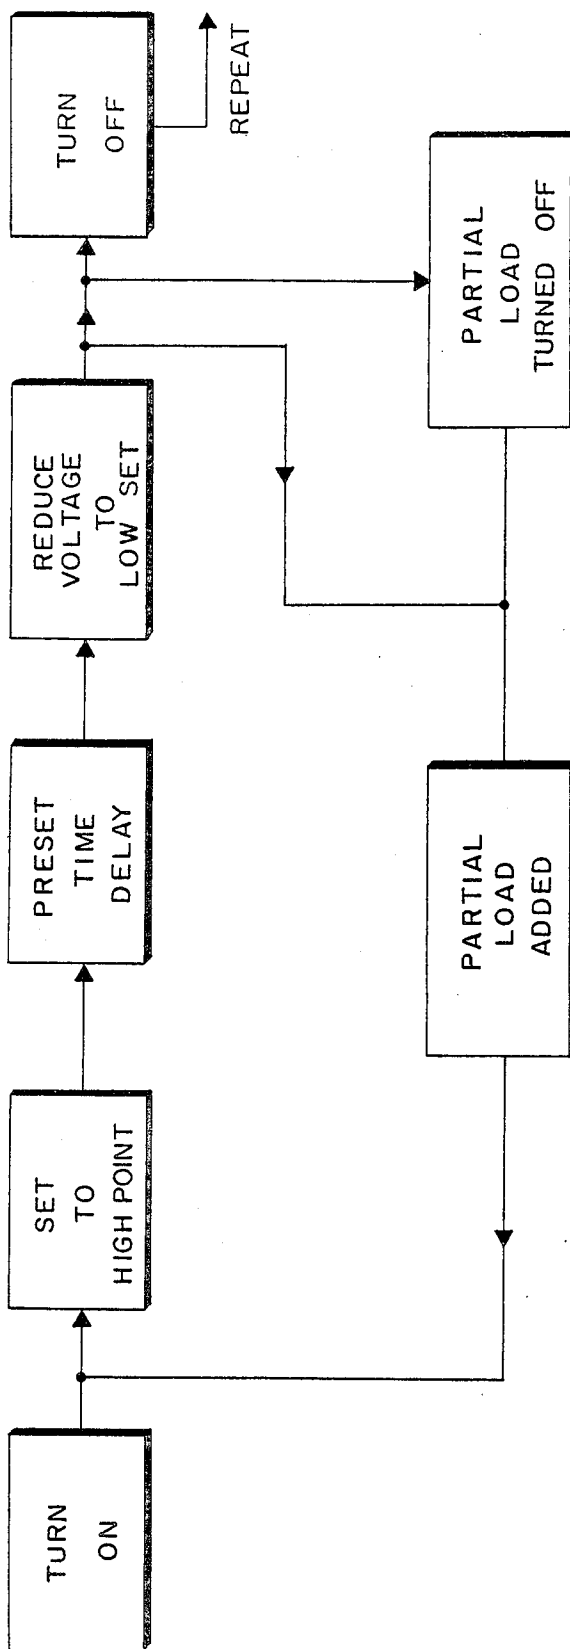 TURN
ON
SET
TO
HIGH POINT
PRESET
TIME
DELAY
REDUCE
VOLTAGE
TO
LOW SET
TURN
OFF
REPEAT
PARTIAL
LOAD
ADDED
PARTIAL
LOAD
TURNED OFF